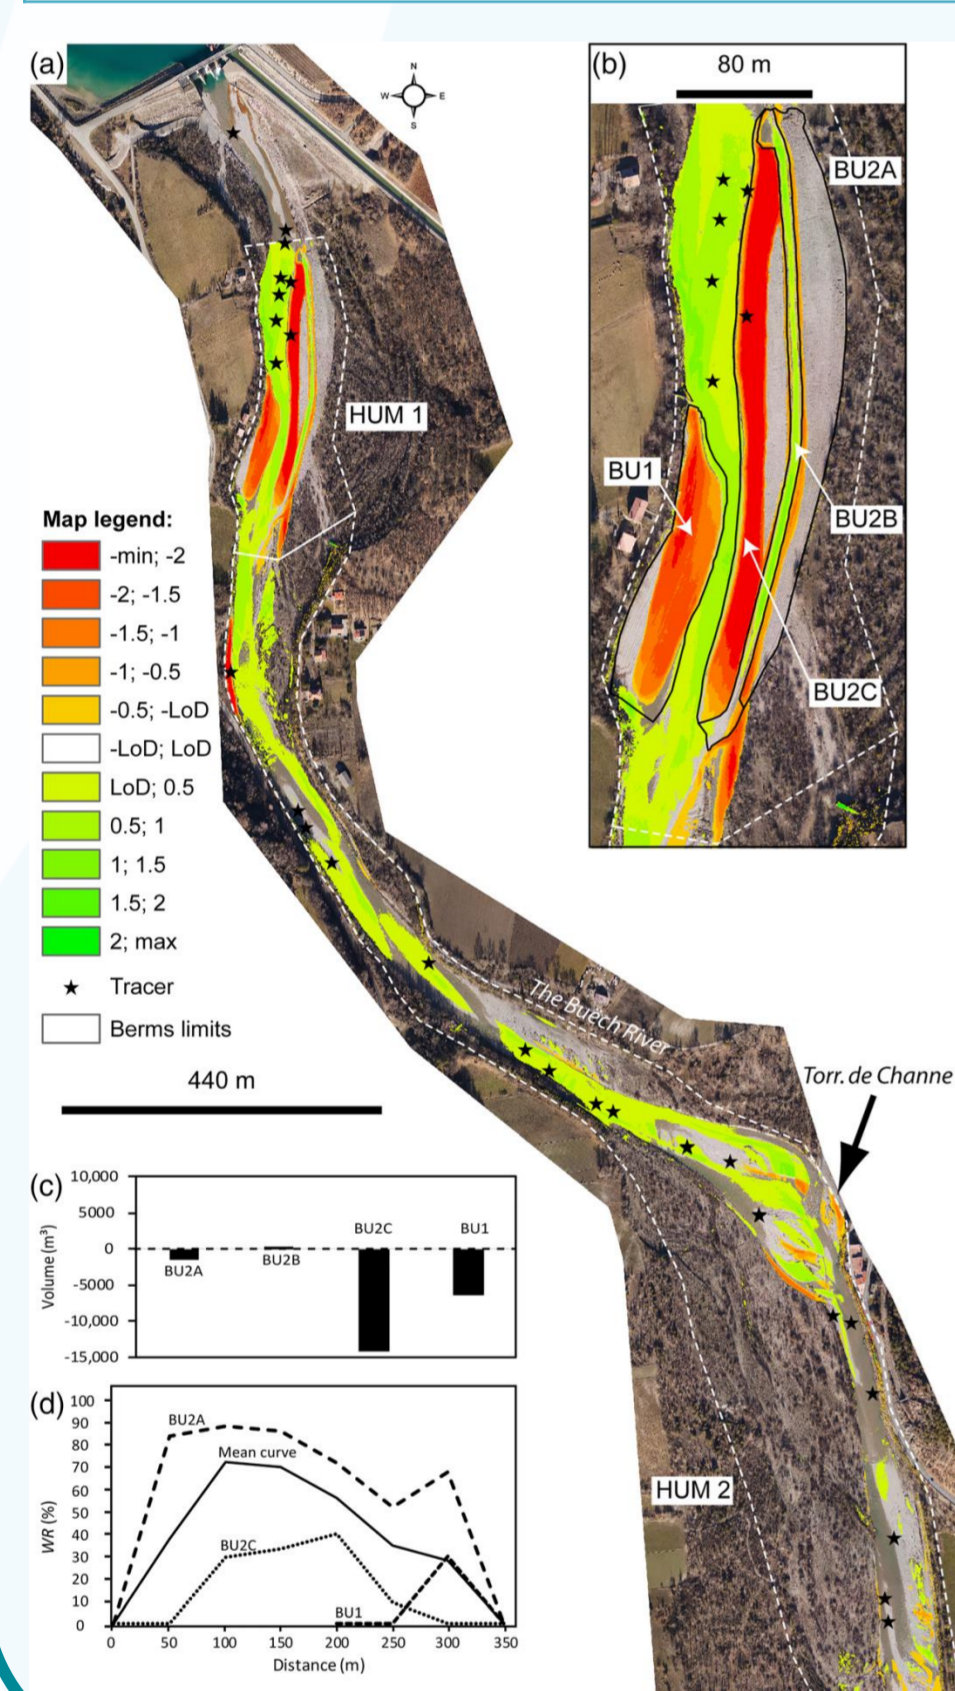 (a)
N
W
E
S
HUM 1
(b)
80 m
BU2A
BU1
BU2B
BU2C
Map legend:
-min; -2
-2; -1.5
-1.5; -1
-1; -0.5
-0.5; -LoD
-LoD; LoD
LoD; 0.5
0.5; 1
1; 1.5
1.5; 2
2; max
Tracer
Berms limits
440 m
The Buëch River
Torr. de Channe
HUM 2
(c)
Volume (m³)
10,000
5000
0
-5000
-10,000
-15,000
BU2A
BU2B
BU2C
BU1
(d)
WR (%)
100
90
80
70
60
50
40
30
20
10
0
BU2A
Mean curve
BU2C
BU1
0 50 100 150 200 250 300 350
Distance (m)